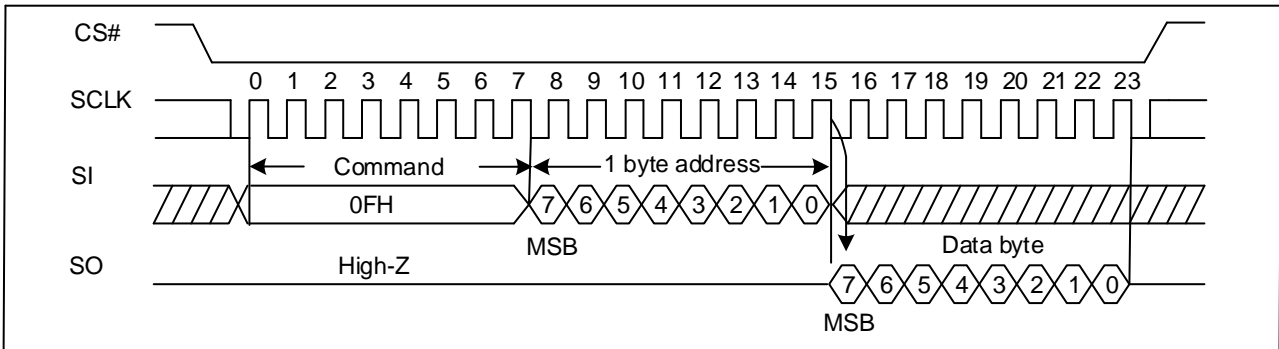 CS#
0 1 2 3 4 5 6 7 8 9 10 11 12 13 14 15 16 17 18 19 20 21 22 23
SCLK
Command 1 byte address
SI
0FH 7 6 5 4 3 2 1 0
MSB Data byte
SO High-Z
7 6 5 4 3 2 1 0
MSB